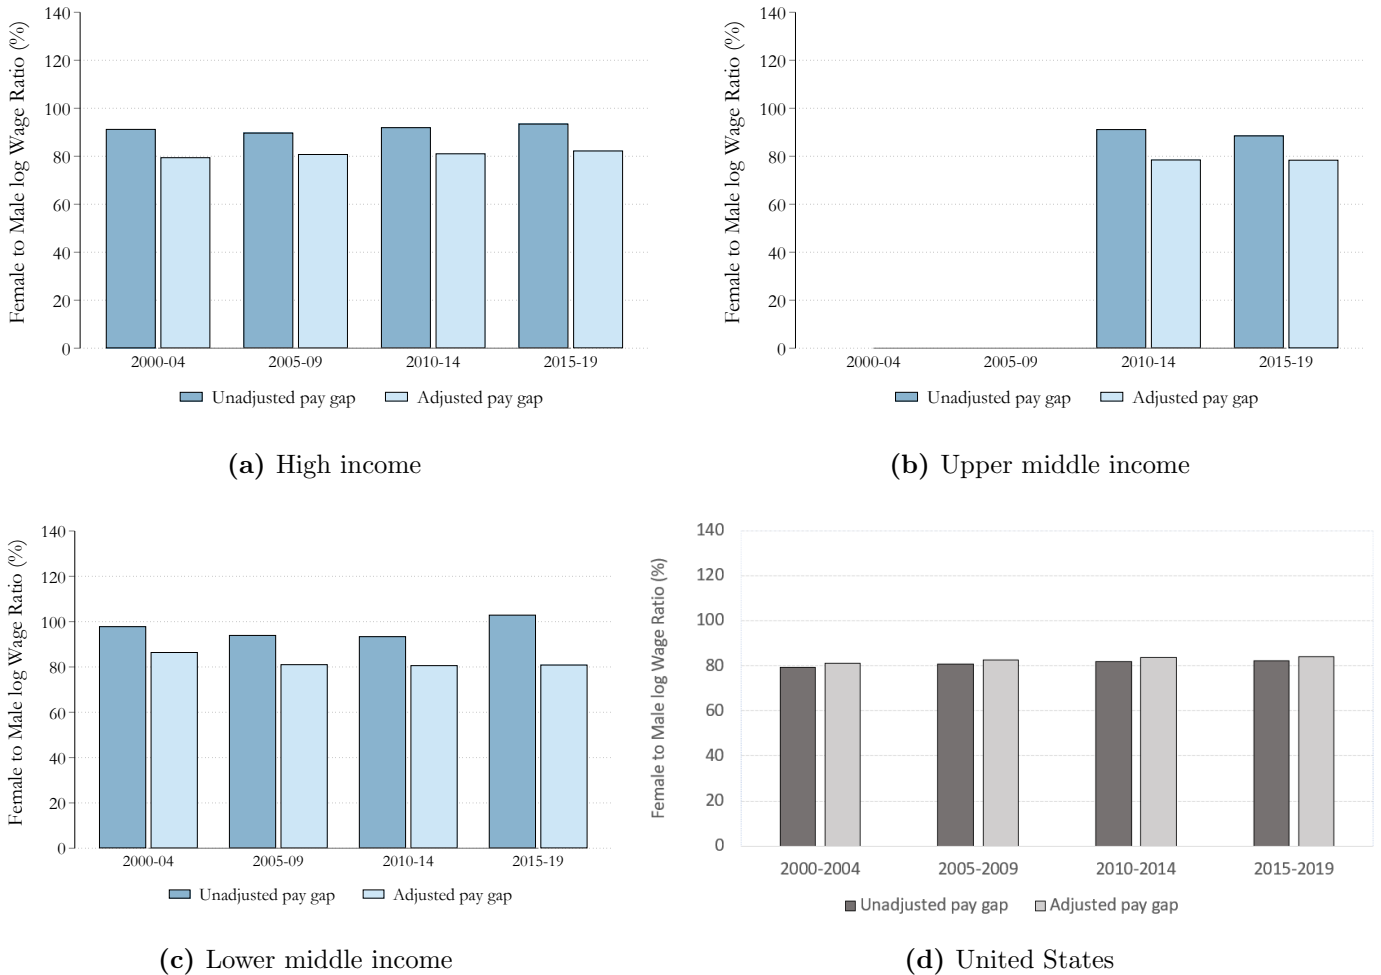 Female to Male log Wage Ratio (%)
140
120
100
80
60
40
20
0
2000-04 2005-09 2010-14 2015-19
Unadjusted pay gap Adjusted pay gap
(a) High income
Female to Male log Wage Ratio (%)
140
120
100
80
60
40
20
0
2000-04 2005-09 2010-14 2015-19
Unadjusted pay gap Adjusted pay gap
(b) Upper middle income
Female to Male log Wage Ratio (%)
140
120
100
80
60
40
20
0
2000-04 2005-09 2010-14 2015-19
Unadjusted pay gap Adjusted pay gap
(c) Lower middle income
Female to Male log Wage Ratio (%)
140
120
100
80
60
40
20
0
2000-2004 2005-2009 2010-2014 2015-2019
Unadjusted pay gap Adjusted pay gap
(d) United States